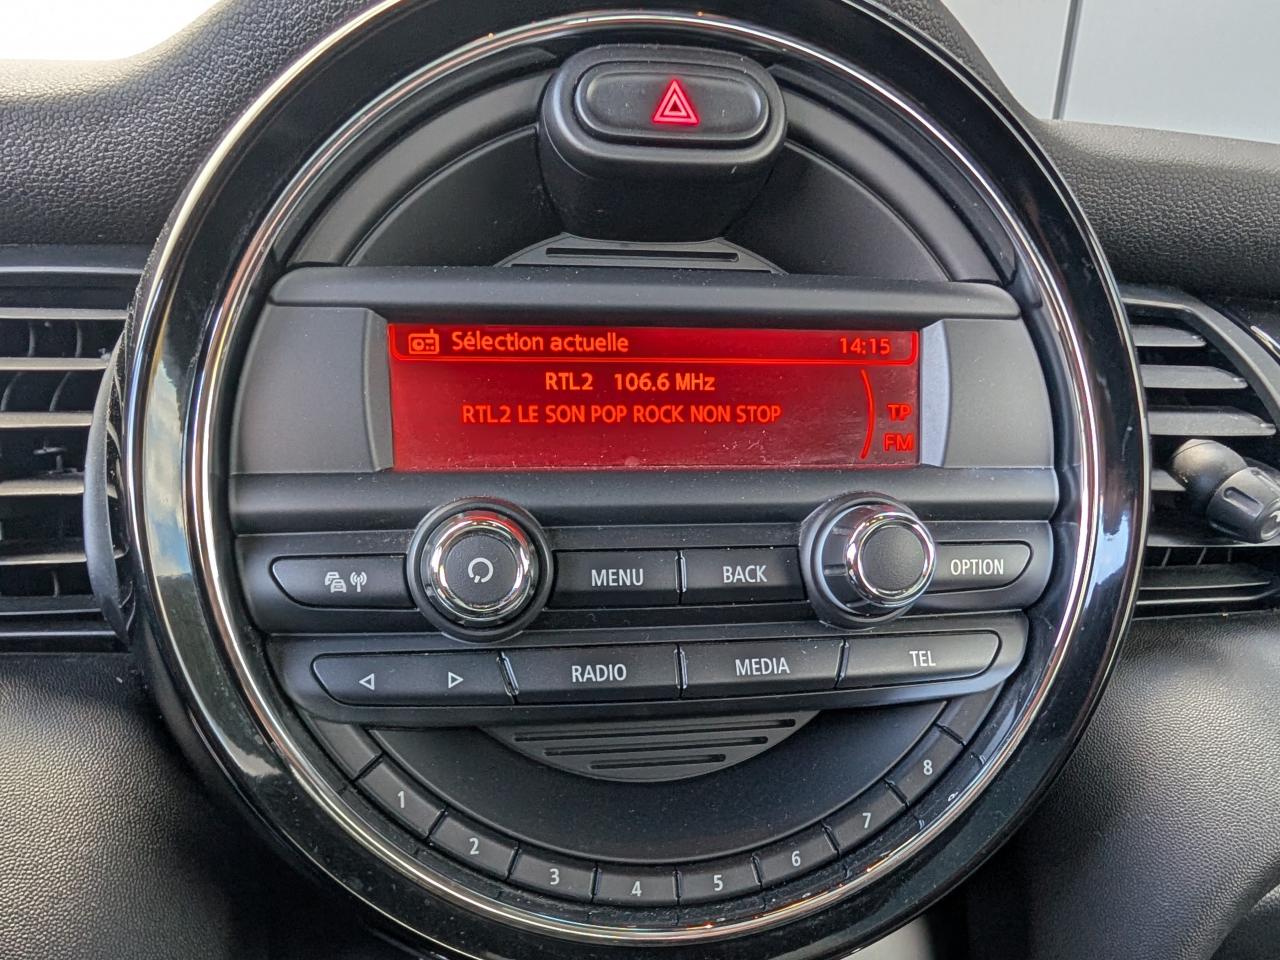 Sélection actuelle 14:15
RTL2 106.6 MHz
RTL2 LE SON POP ROCK NON STOP
TP
FM
MENU
BACK
OPTION
RADIO
MEDIA
TEL
1
2
3
4
5
6
7
8